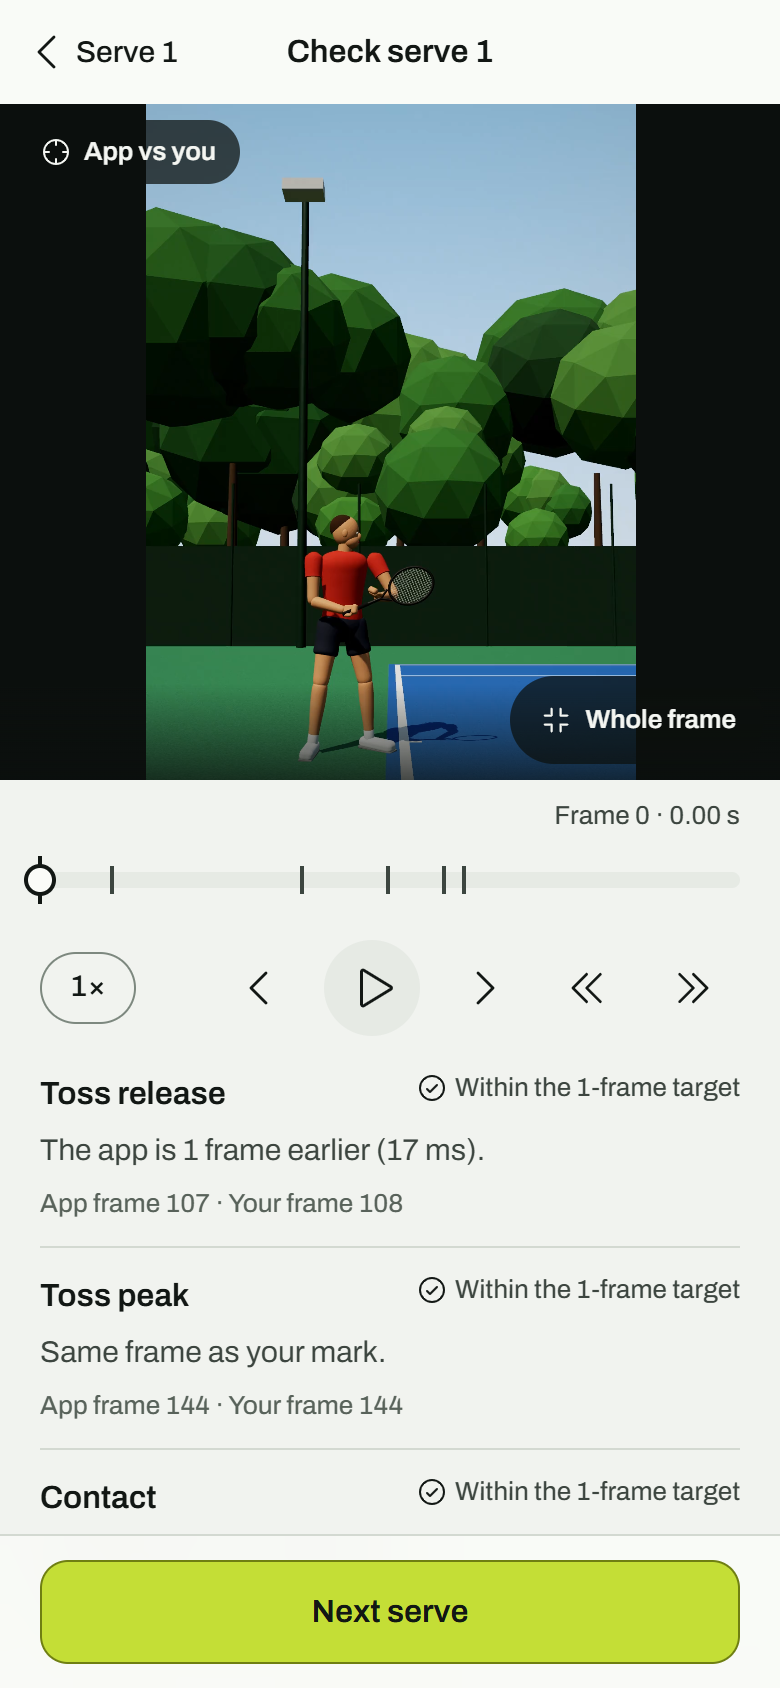 Serve 1
Check serve 1
App vs you
Whole frame
Frame 0 · 0.00 s
1×
Toss release
Within the 1-frame target
The app is 1 frame earlier (17 ms).
App frame 107 · Your frame 108
Toss peak
Within the 1-frame target
Same frame as your mark.
App frame 144 · Your frame 144
Contact
Within the 1-frame target
Next serve